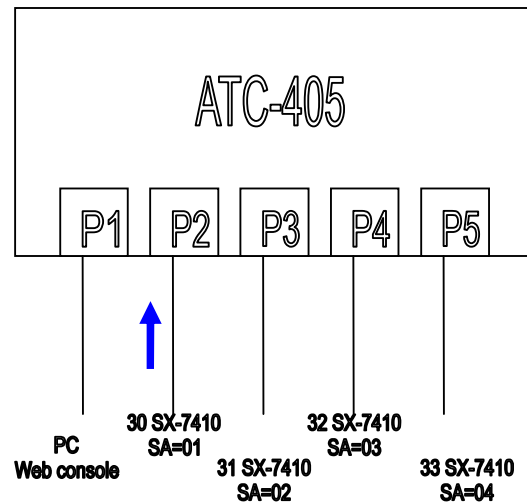 ATC-405
P1 P2 P3 P4 P5
PC
Web console
30 SX-7410
SA=01
31 SX-7410
SA=02
32 SX-7410
SA=03
33 SX-7410
SA=04